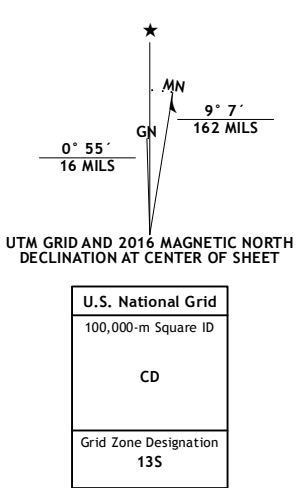 ★
MN
GN
9° 7´
162 MILS
0° 55´
16 MILS
UTM GRID AND 2016 MAGNETIC NORTH
DECLINATION AT CENTER OF SHEET
U.S. National Grid
100,000-m Square ID
CD
Grid Zone Designation
13S